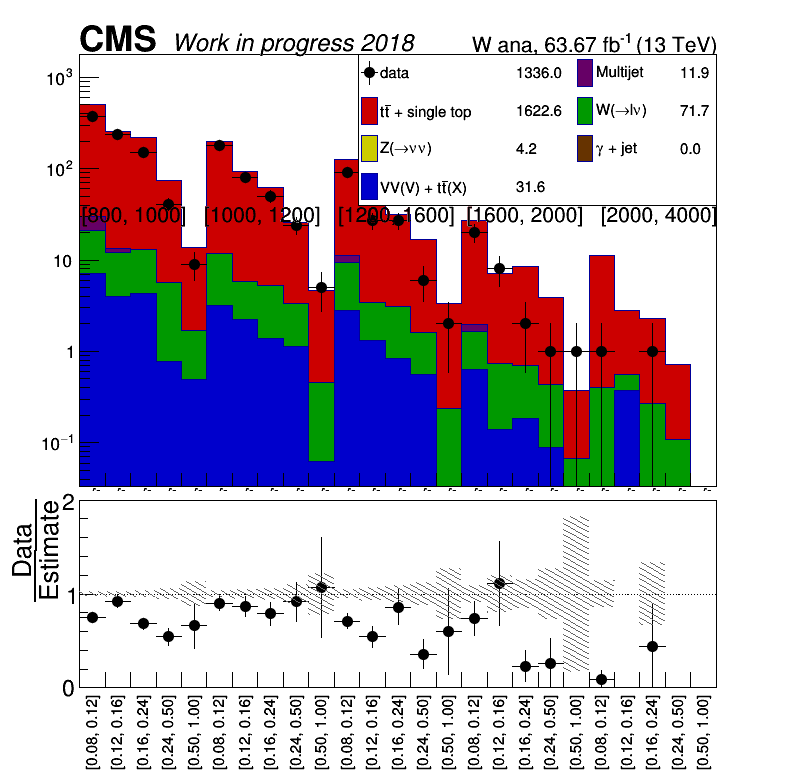 CMS Work in progress 2018 W ana, 63.67 fb⁻¹ (13 TeV)
data 1336.0 Multijet 11.9
tt̄ + single top 1622.6 W(→lν) 71.7
Z(→νν) 4.2 γ + jet 0.0
VV(V) + tt̄(X) 31.6
10³
10²
10
1
10⁻¹
[800, 1000] [1000, 1200] [1200, 1600] [1600, 2000] [2000, 4000]
Data
Estimate
2
1
0
[0.08, 0.12] [0.12, 0.16] [0.16, 0.24] [0.24, 0.50] [0.50, 1.00] [0.08, 0.12] [0.12, 0.16] [0.16, 0.24] [0.24, 0.50] [0.50, 1.00] [0.08, 0.12] [0.12, 0.16] [0.16, 0.24] [0.24, 0.50] [0.50, 1.00] [0.08, 0.12] [0.12, 0.16] [0.16, 0.24] [0.24, 0.50] [0.50, 1.00] [0.08, 0.12] [0.12, 0.16] [0.16, 0.24] [0.24, 0.50] [0.50, 1.00]